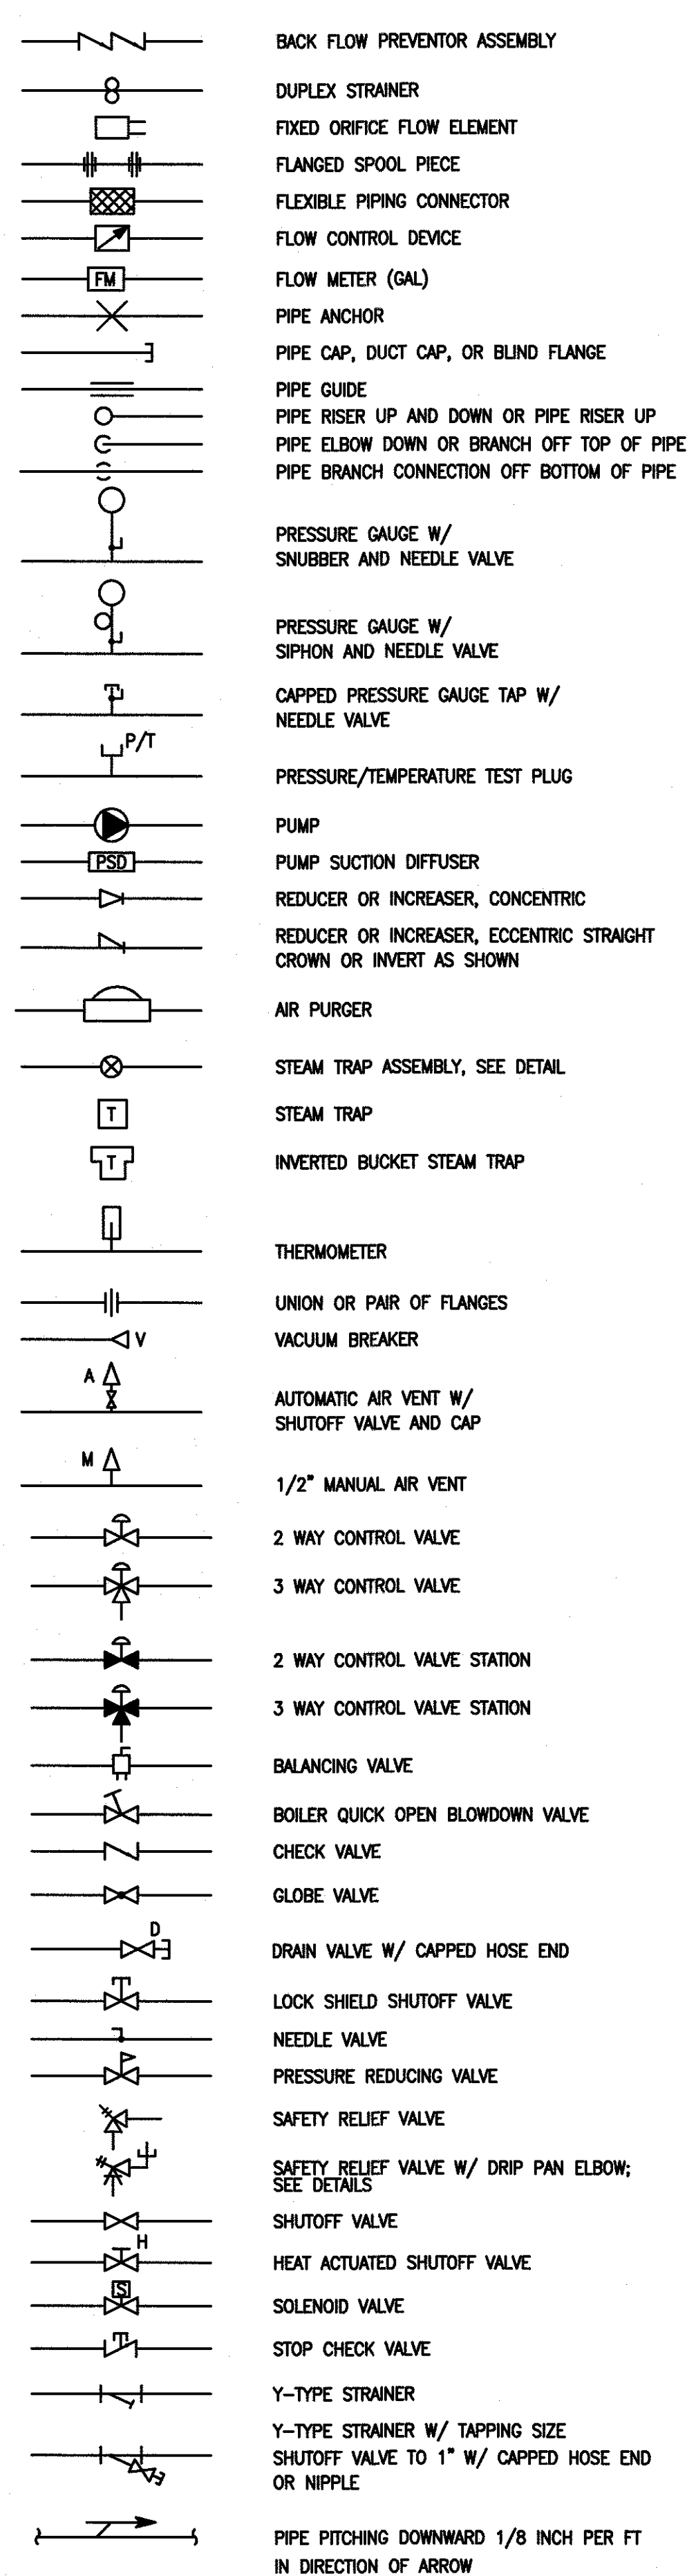 BACK FLOW PREVENTOR ASSEMBLY
DUPLEX STRAINER
FIXED ORIFICE FLOW ELEMENT
FLANGED SPOOL PIECE
FLEXIBLE PIPING CONNECTOR
FLOW CONTROL DEVICE
FM FLOW METER (GAL)
PIPE ANCHOR
PIPE CAP, DUCT CAP, OR BLIND FLANGE
PIPE GUIDE
PIPE RISER UP AND DOWN OR PIPE RISER UP
PIPE ELBOW DOWN OR BRANCH OFF TOP OF PIPE
PIPE BRANCH CONNECTION OFF BOTTOM OF PIPE
PRESSURE GAUGE W/
SNUBBER AND NEEDLE VALVE
PRESSURE GAUGE W/
SIPHON AND NEEDLE VALVE
CAPPED PRESSURE GAUGE TAP W/
NEEDLE VALVE
P/T
PRESSURE/TEMPERATURE TEST PLUG
PUMP
PSD PUMP SUCTION DIFFUSER
REDUCER OR INCREASER, CONCENTRIC
REDUCER OR INCREASER, ECCENTRIC STRAIGHT
CROWN OR INVERT AS SHOWN
AIR PURGER
STEAM TRAP ASSEMBLY, SEE DETAIL
T STEAM TRAP
T INVERTED BUCKET STEAM TRAP
THERMOMETER
UNION OR PAIR OF FLANGES
V VACUUM BREAKER
A
AUTOMATIC AIR VENT W/
SHUTOFF VALVE AND CAP
M
1/2" MANUAL AIR VENT
2 WAY CONTROL VALVE
3 WAY CONTROL VALVE
2 WAY CONTROL VALVE STATION
3 WAY CONTROL VALVE STATION
BALANCING VALVE
BOILER QUICK OPEN BLOWDOWN VALVE
CHECK VALVE
GLOBE VALVE
D
DRAIN VALVE W/ CAPPED HOSE END
LOCK SHIELD SHUTOFF VALVE
NEEDLE VALVE
PRESSURE REDUCING VALVE
SAFETY RELIEF VALVE
SAFETY RELIEF VALVE W/ DRIP PAN ELBOW;
SEE DETAILS
SHUTOFF VALVE
H
HEAT ACTUATED SHUTOFF VALVE
S
SOLENOID VALVE
STOP CHECK VALVE
Y-TYPE STRAINER
Y-TYPE STRAINER W/ TAPPING SIZE
SHUTOFF VALVE TO 1" W/ CAPPED HOSE END
OR NIPPLE
PIPE PITCHING DOWNWARD 1/8 INCH PER FT
IN DIRECTION OF ARROW